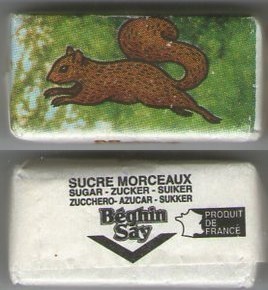 SUCRE MORCEAUX
SUGAR - ZUCKER - SUIKER
ZUCCHERO - AZUCAR - SUKKER
Béghin
Say
PRODUIT
DE
FRANCE